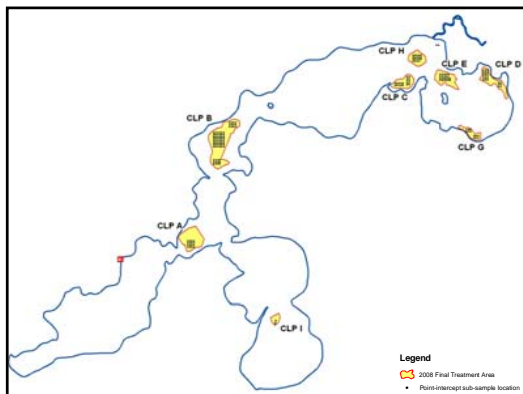 CLP H
CLP E
CLP D
CLP C
CLP B
CLP G
CLP A
CLP I
Legend
2008 Final Treatment Area
Point-intercept sub-sample location